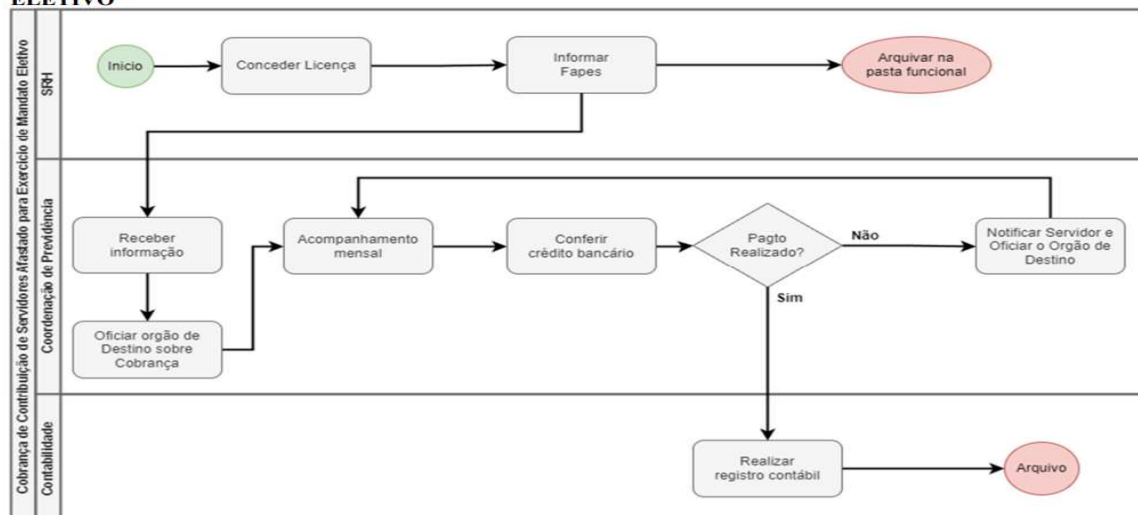 ELETIVO
Cobrança de Contribuição de Servidores Afastado para Exercício de Mandato Eletivo
SRH
Inicio
Conceder Licença
Informar
Fapes
Arquivar na
pasta funcional
Coordenação de Previdência
Receber
informação
Acompanhamento
mensal
Conferir
crédito bancário
Pagto
Realizado?
Não
Notificar Servidor e
Oficiar o Orgão de
Destino
Sim
Oficiar orgão de
Destino sobre
Cobrança
Contabilidade
Realizar
registro contábil
Arquivo